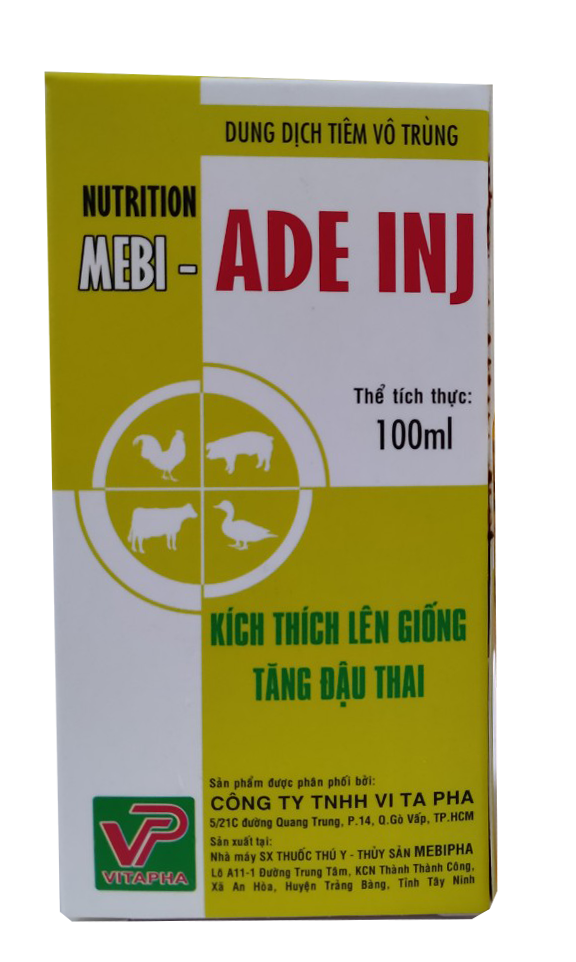 DUNG DỊCH TIÊM VÔ TRÙNG
NUTRITION
MEBI - ADE INJ
Thể tích thực:
100ml
KÍCH THÍCH LÊN GIỐNG
TĂNG ĐẬU THAI
Sản phẩm được phân phối bởi:
CÔNG TY TNHH VI TA PHA
5/21C đường Quang Trung, P.14, Q.Gò Vấp, TP.HCM
Sản xuất tại:
Nhà máy SX THUỐC THÚ Y - THỦY SẢN MEBIPHA
Lô A11-1 Đường Trung Tâm, KCN Thành Thành Công,
Xã An Hòa, Huyện Trảng Bàng, Tỉnh Tây Ninh
VP
VITAPHA